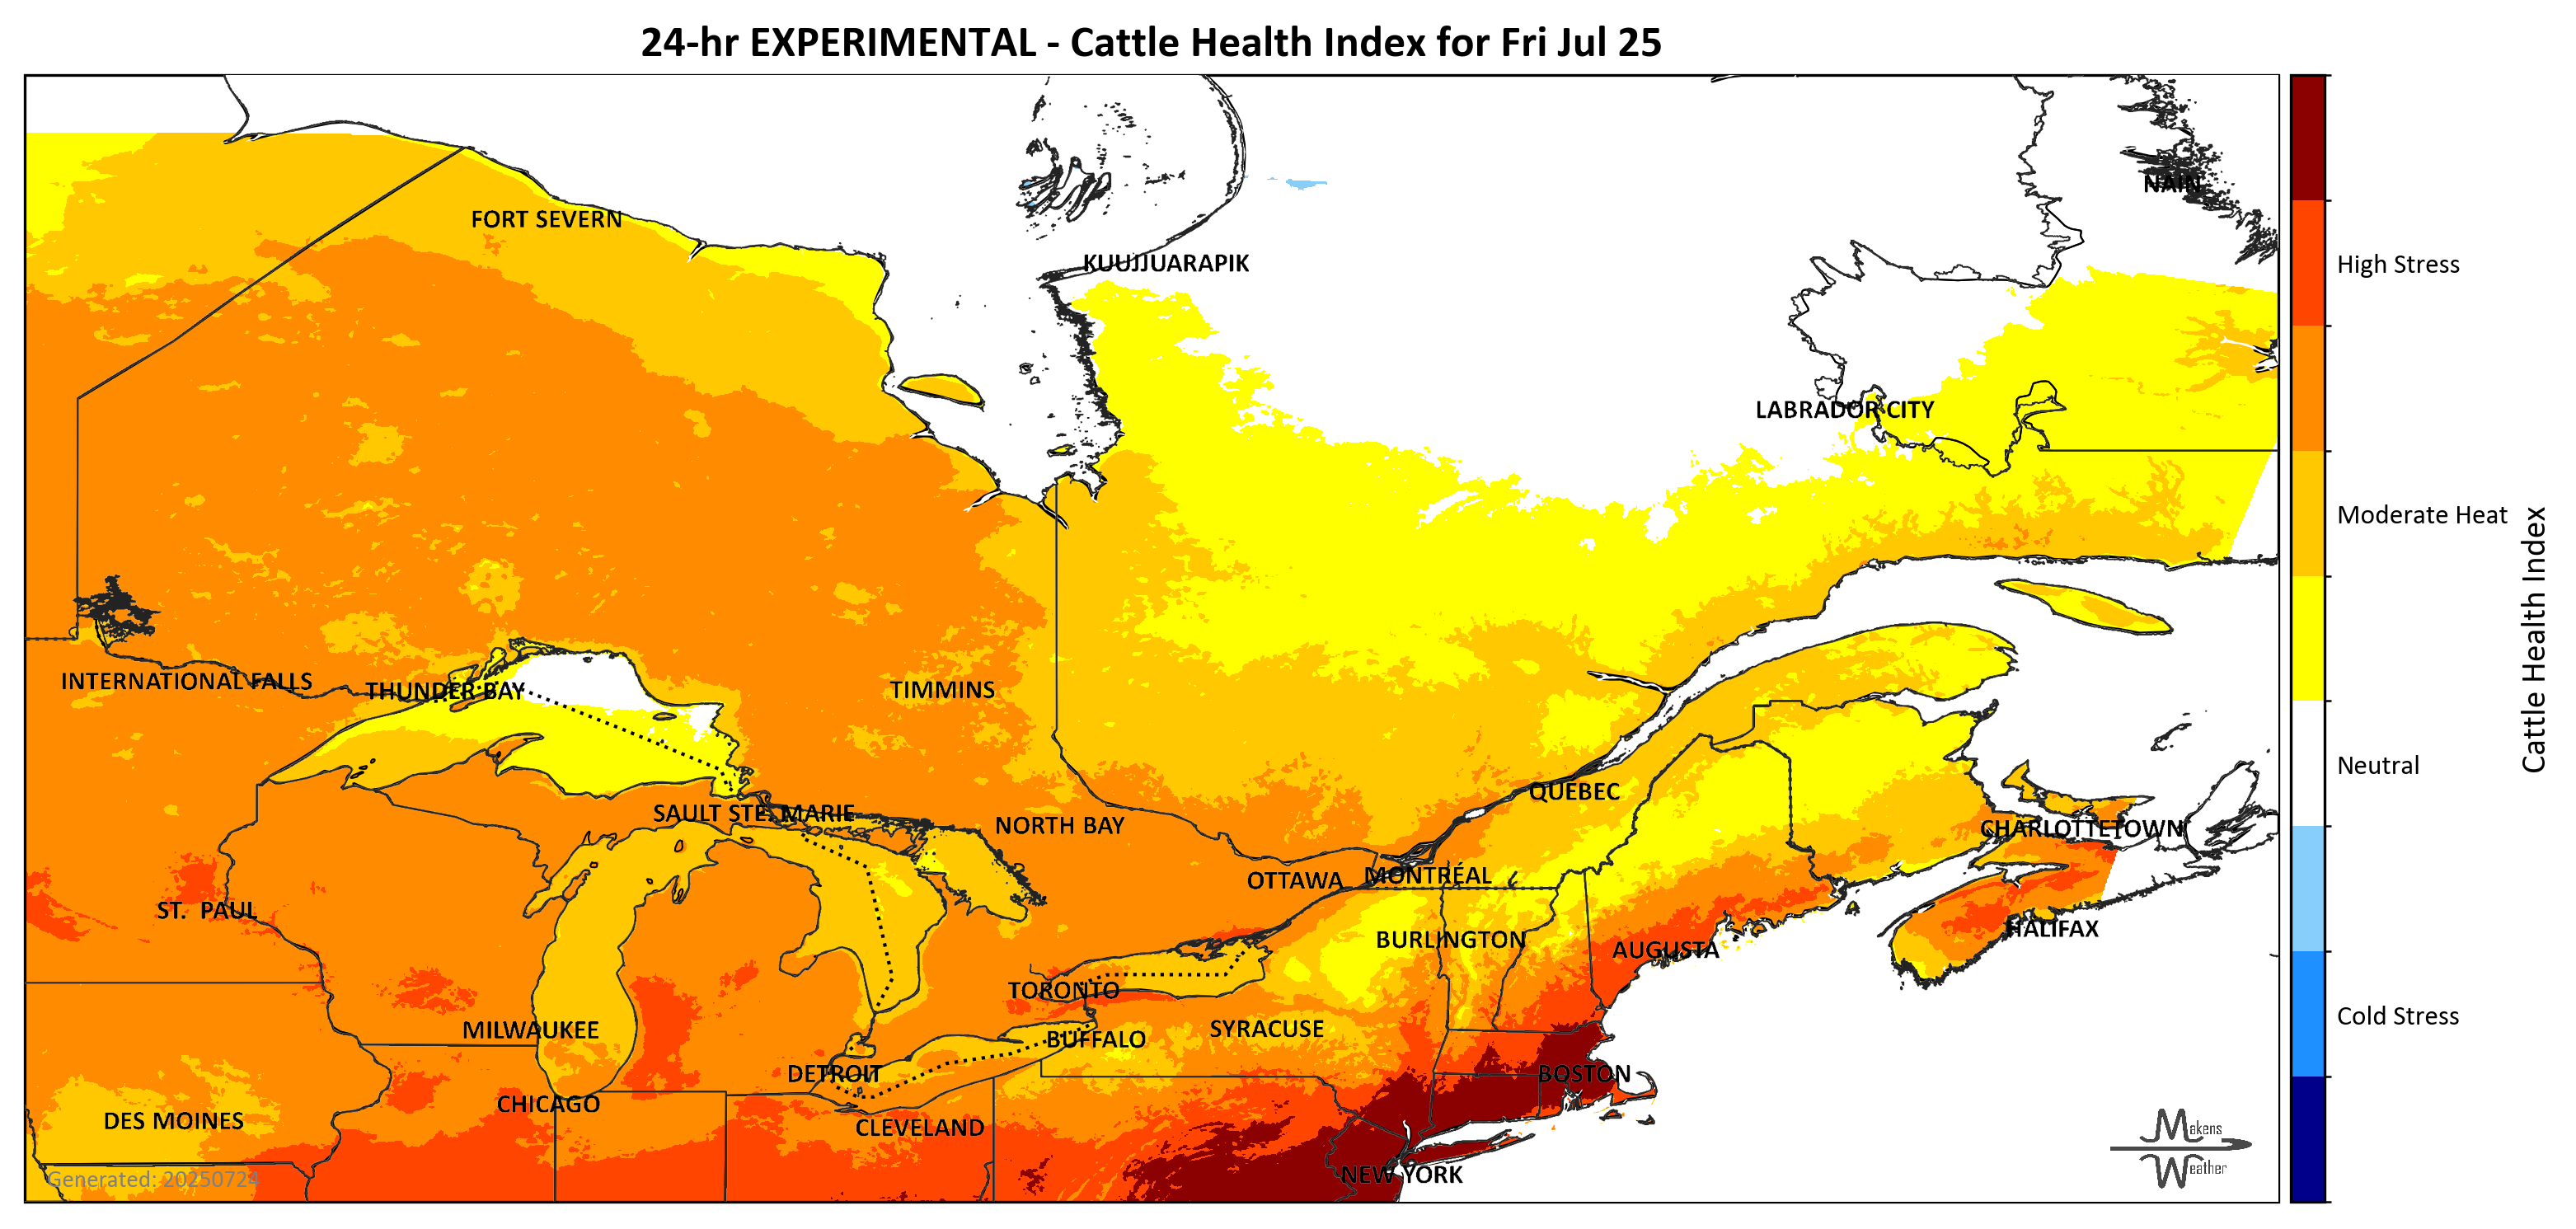 24-hr EXPERIMENTAL - Cattle Health Index for Fri Jul 25
NAIN
FORT SEVERN
KUUJJUARAPIK
High Stress
LABRADOR CITY
Moderate Heat
INTERNATIONAL FALLS
THUNDER BAY
TIMMINS
Cattle Health Index
Neutral
QUEBEC
SAULT STE. MARIE
NORTH BAY
CHARLOTTETOWN
OTTAWA
MONTRÉAL
ST. PAUL
HALIFAX
BURLINGTON
AUGUSTA
TORONTO
MILWAUKEE
SYRACUSE
BUFFALO
Cold Stress
DETROIT
BOSTON
CHICAGO
DES MOINES
CLEVELAND
NEW YORK
Makens
Weather
Generated: 20250724